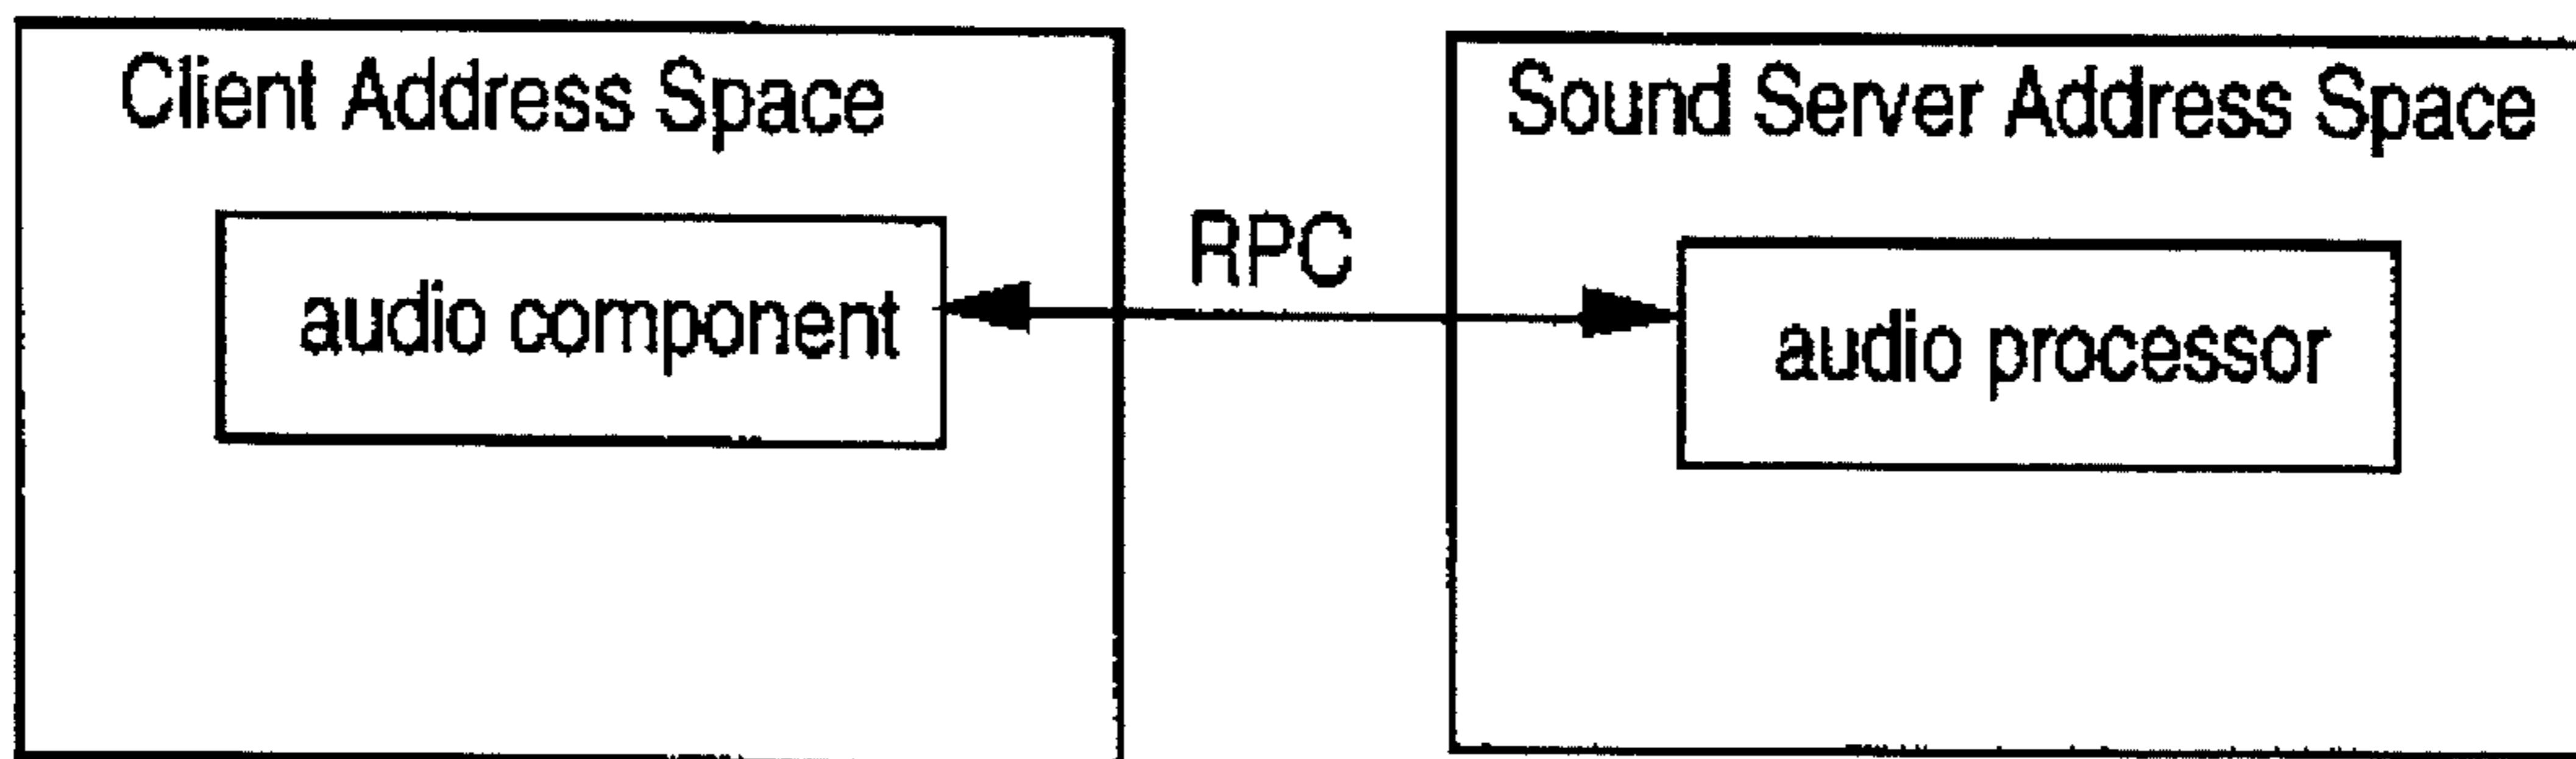 Client Address Space
Sound Server Address Space
RPC
audio component
audio processor